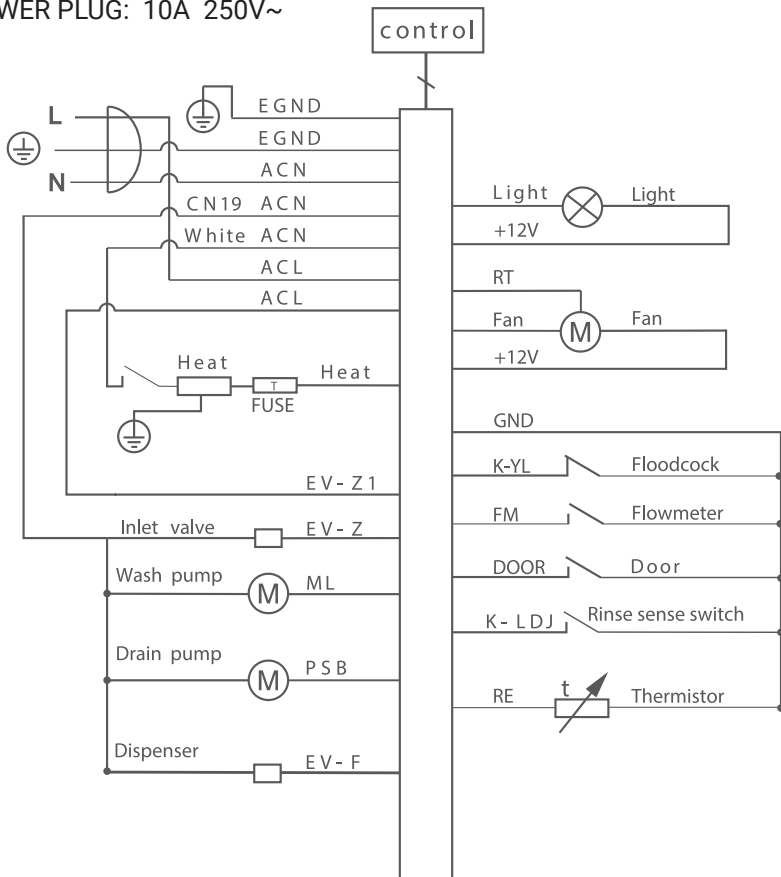 WER PLUG: 10A 250V~
control
L
N
EGND
EGND
ACN
CN19 ACN
White ACN
ACL
ACL
Heat
T
FUSE
Heat
EV-Z1
Inlet valve
EV-Z
Wash pump
M
ML
Drain pump
M
PSB
Dispenser
EV-F
Light
Light
+12V
RT
Fan
M
Fan
+12V
GND
K-YL
Floodcock
FM
Flowmeter
DOOR
Door
K-LDJ
Rinse sense switch
RE
t
Thermistor